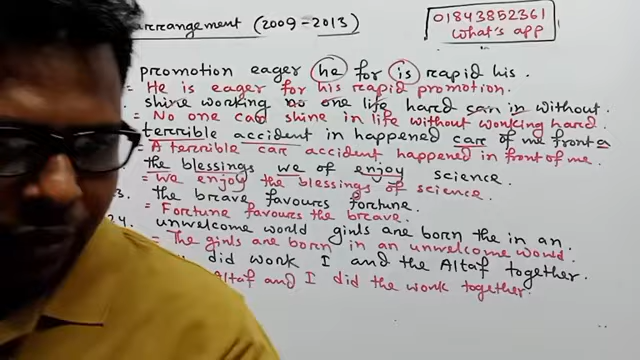 arrangement (2009-2013)
01843852361
what's app
promotion eager he for is rapid his.
= He is eager for his rapid promotion.
shine working no one life hard can in without.
= No one cad shine in life without working hard.
terrible accident in happened car of me front a
= A terrible car accident happened in front of me.
the blessings we of enjoy science.
= we enjoy the blessings of science.
3. the brave favours fortune.
= Fortune favours the brave.
24. unwelcome world girls are born the in an.
= The girls are born in an unwelcome would.
did work I and the Altaf together.
Altaf and I did the work together.